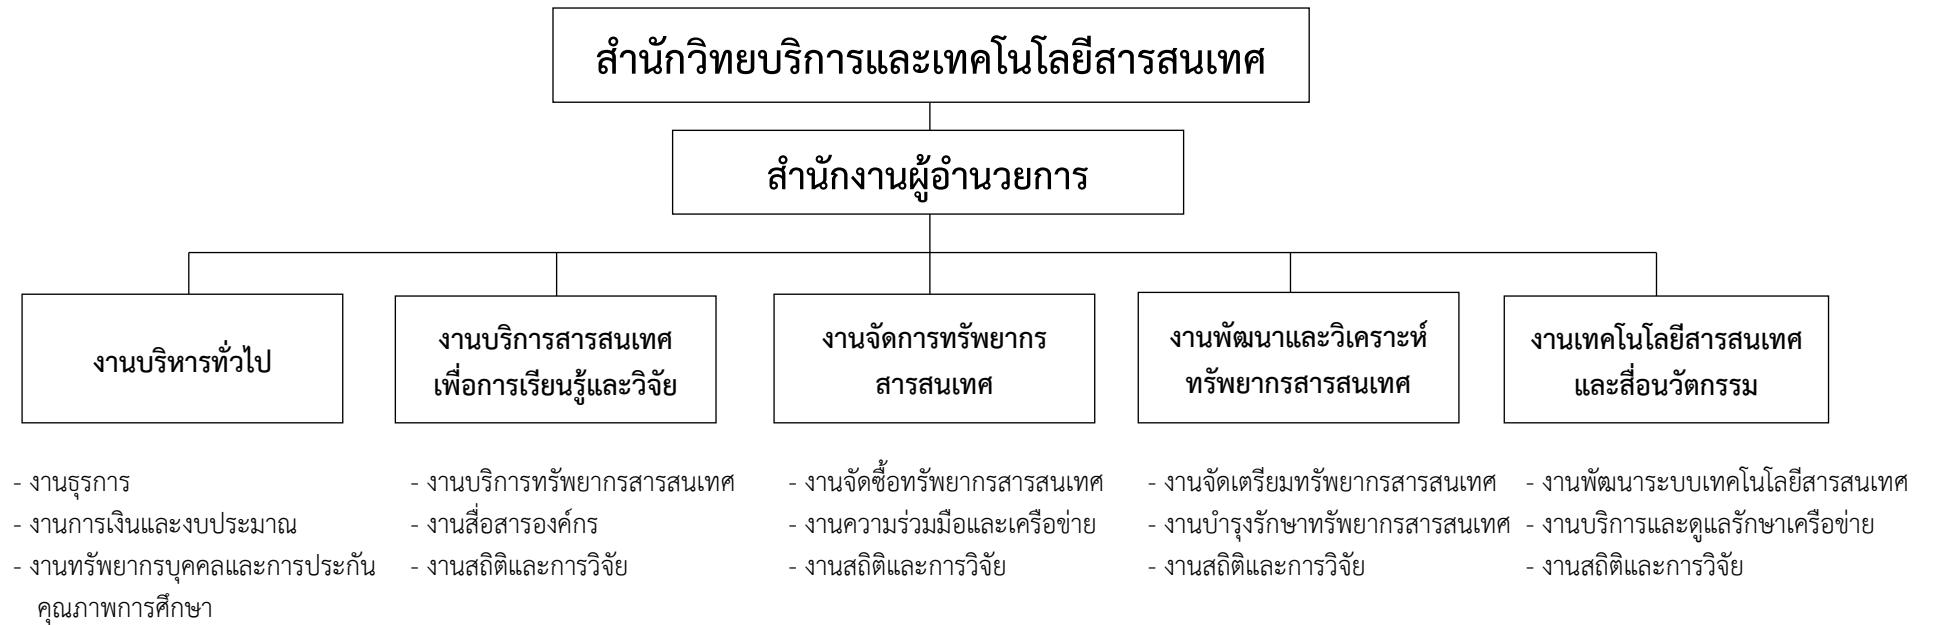 สำนักวิทยบริการและเทคโนโลยีสารสนเทศ
สำนักงานผู้อำนวยการ
งานบริหารทั่วไป
งานบริการสารสนเทศ
เพื่อการเรียนรู้และวิจัย
งานจัดการทรัพยากร
สารสนเทศ
งานพัฒนาและวิเคราะห์
ทรัพยากรสารสนเทศ
งานเทคโนโลยีสารสนเทศ
และสื่อนวัตกรรม
- งานธุรการ
- งานการเงินและงบประมาณ
- งานทรัพยากรบุคคลและการประกัน
คุณภาพการศึกษา
- งานบริการทรัพยากรสารสนเทศ
- งานสื่อสารองค์กร
- งานสถิติและการวิจัย
- งานจัดซื้อทรัพยากรสารสนเทศ
- งานความร่วมมือและเครือข่าย
- งานสถิติและการวิจัย
- งานจัดเตรียมทรัพยากรสารสนเทศ
- งานบำรุงรักษาทรัพยากรสารสนเทศ
- งานสถิติและการวิจัย
- งานพัฒนาระบบเทคโนโลยีสารสนเทศ
- งานบริการและดูแลรักษาเครือข่าย
- งานสถิติและการวิจัย